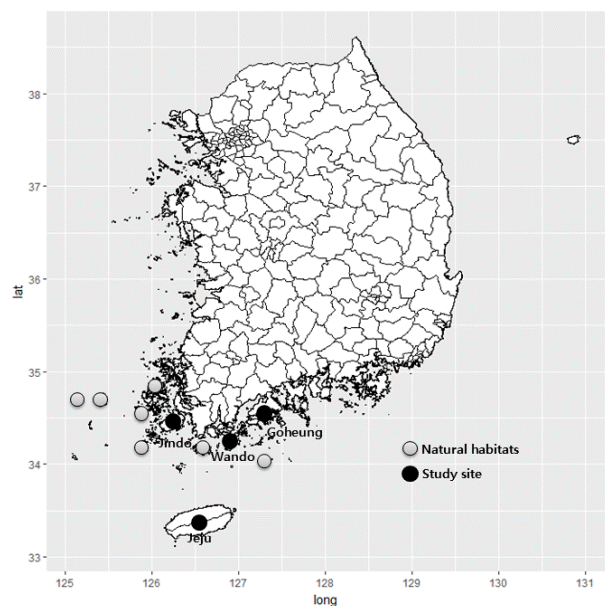 38
37
36
35
34
33
lat
Jindo
Goheung
Wando
Jeju
Natural habitats
Study site
125
126
127
128
129
130
131
long